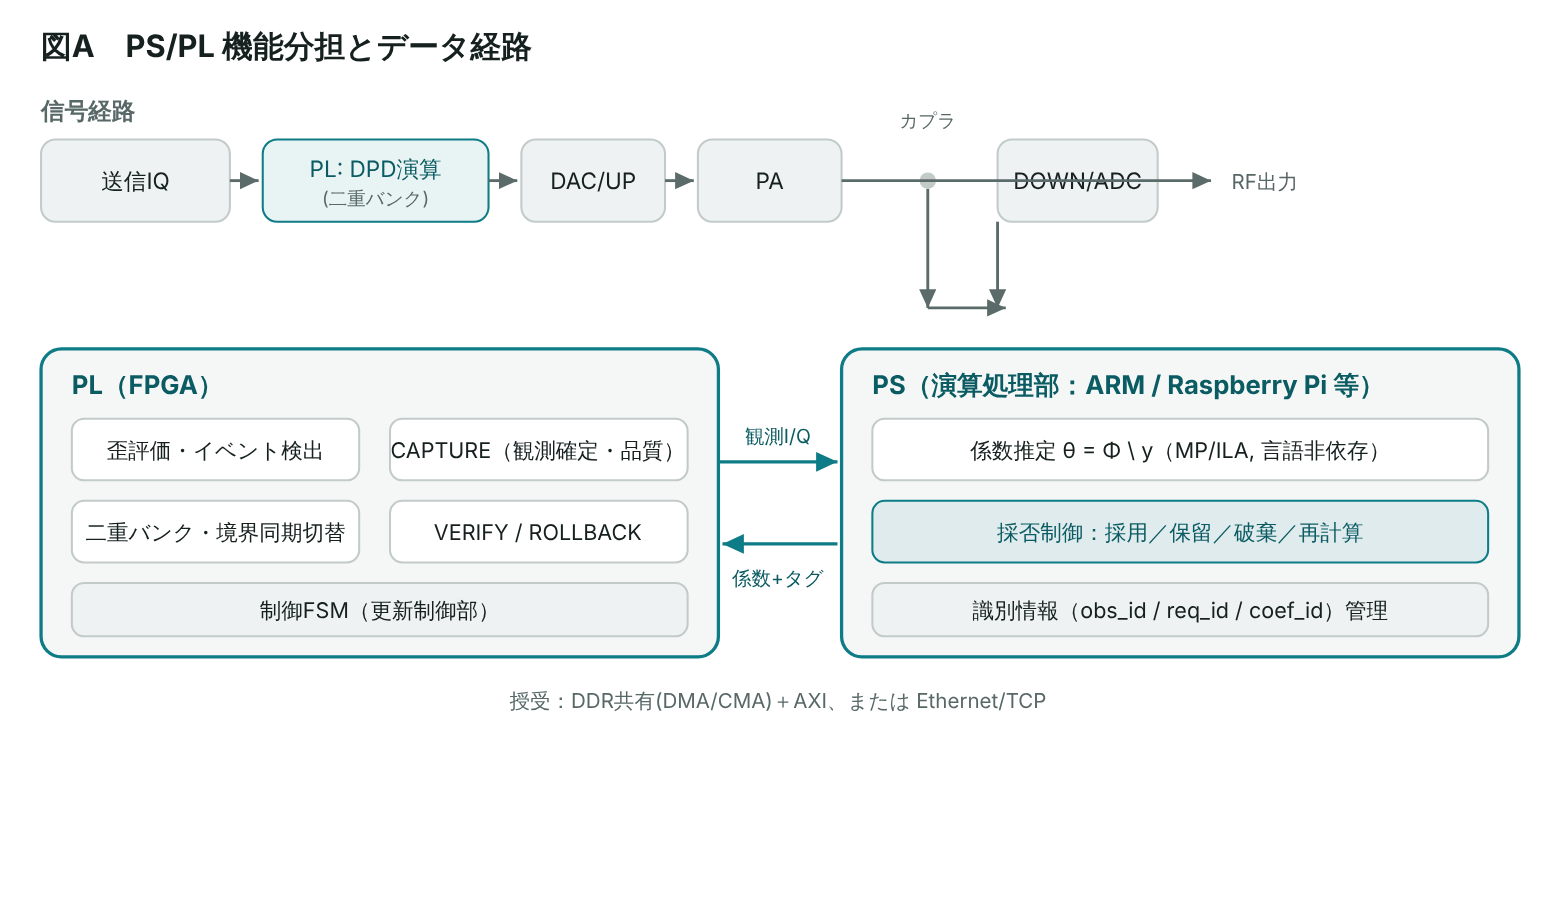 図A　PS/PL 機能分担とデータ経路
信号経路
カプラ
送信IQ
PL: DPD演算
(二重バンク)
DAC/UP
PA
DOWN/ADC
RF出力
PL（FPGA）
歪評価・イベント検出
CAPTURE（観測確定・品質）
二重バンク・境界同期切替
VERIFY / ROLLBACK
制御FSM（更新制御部）
観測I/Q
係数+タグ
PS（演算処理部：ARM / Raspberry Pi 等）
係数推定 θ = Φ \ y（MP/ILA, 言語非依存）
採否制御：採用／保留／破棄／再計算
識別情報（obs_id / req_id / coef_id）管理
授受：DDR共有(DMA/CMA)＋AXI、または Ethernet/TCP